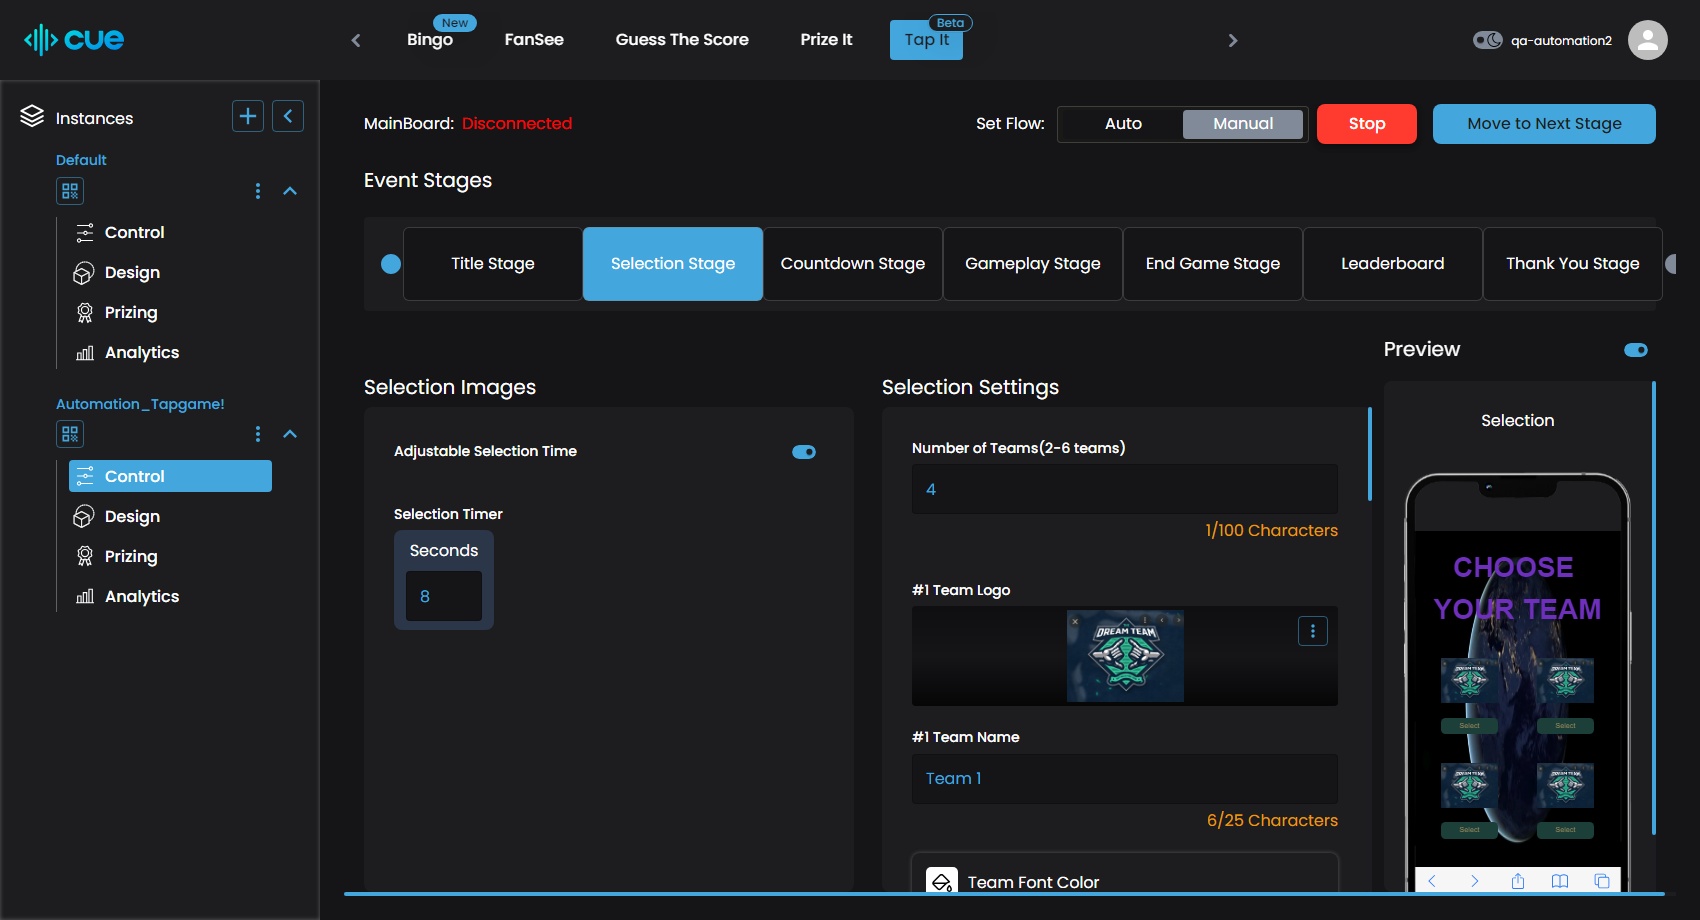 cue
New
Bingo
FanSee
Guess The Score
Prize It
Beta
Tap It
qa-automation2
Instances
Default
Control
Design
Prizing
Analytics
Automation_Tapgame!
Control
Design
Prizing
Analytics
MainBoard: Disconnected
Set Flow:
Auto
Manual
Stop
Move to Next Stage
Event Stages
Title Stage
Selection Stage
Countdown Stage
Gameplay Stage
End Game Stage
Leaderboard
Thank You Stage
Selection Images
Adjustable Selection Time
Selection Timer
Seconds
8
Selection Settings
Number of Teams(2-6 teams)
4
1/100 Characters
#1 Team Logo
DREAM TEAM
#1 Team Name
Team 1
6/25 Characters
Team Font Color
Preview
Selection
CHOOSE
YOUR TEAM
DREAM TEAM
DREAM TEAM
Select
Select
DREAM TEAM
DREAM TEAM
Select
Select